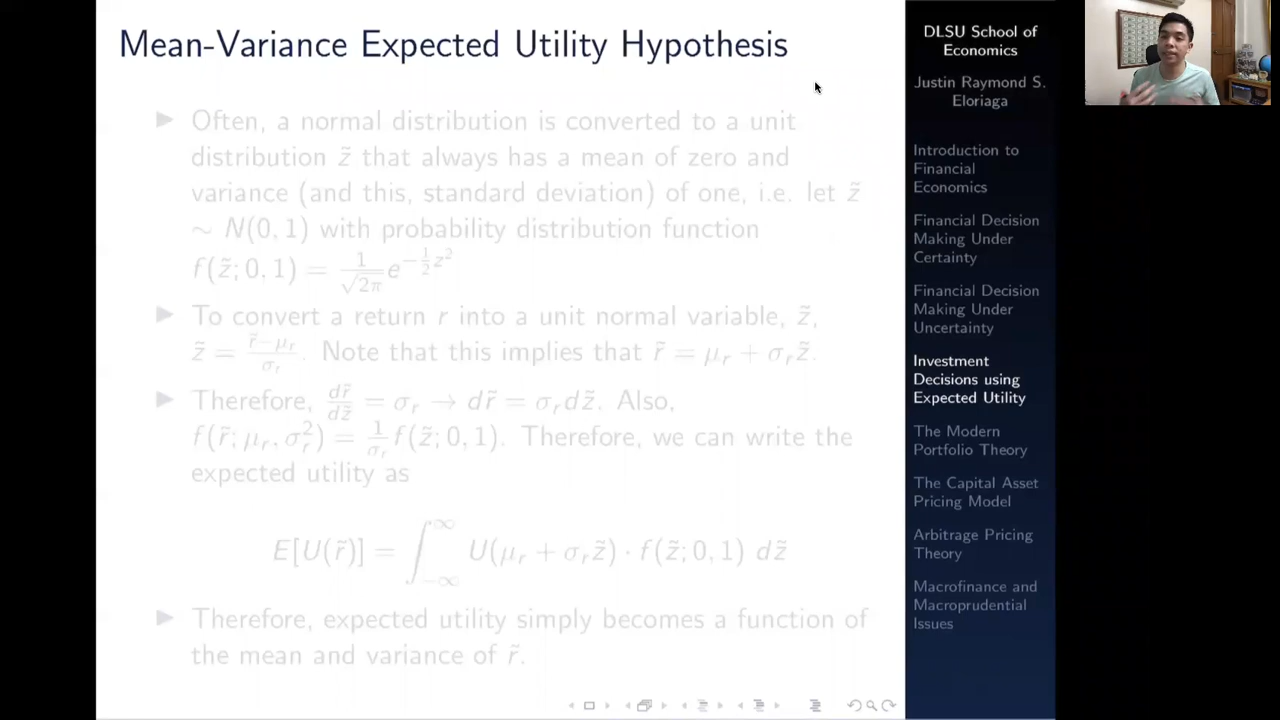 Mean-Variance Expected Utility Hypothesis
► Often, a normal distribution is converted to a unit
distribution z̃ that always has a mean of zero and
variance (and this, standard deviation) of one, i.e. let z̃
∼ N(0, 1) with probability distribution function
f(z̃; 0, 1) = 1/√2π e^(−1/2 z²)
► To convert a return r into a unit normal variable, z̃,
z̃ = (r̃−μr)/σr. Note that this implies that r̃ = μr + σr z̃.
► Therefore, dr̃/dz̃ = σr → dr̃ = σr dz̃. Also,
f(r̃; μr, σr²) = 1/σr f(z̃; 0, 1). Therefore, we can write the
expected utility as
E[U(r̃)] = ∫_{−∞}^{∞} U(μr + σr z̃) · f(z̃; 0, 1) dz̃
► Therefore, expected utility simply becomes a function of
the mean and variance of r̃.
DLSU School of
Economics
Justin Raymond S.
Eloriaga
Introduction to
Financial
Economics
Financial Decision
Making Under
Certainty
Financial Decision
Making Under
Uncertainty
Investment
Decisions using
Expected Utility
The Modern
Portfolio Theory
The Capital Asset
Pricing Model
Arbitrage Pricing
Theory
Macrofinance and
Macroprudential
Issues